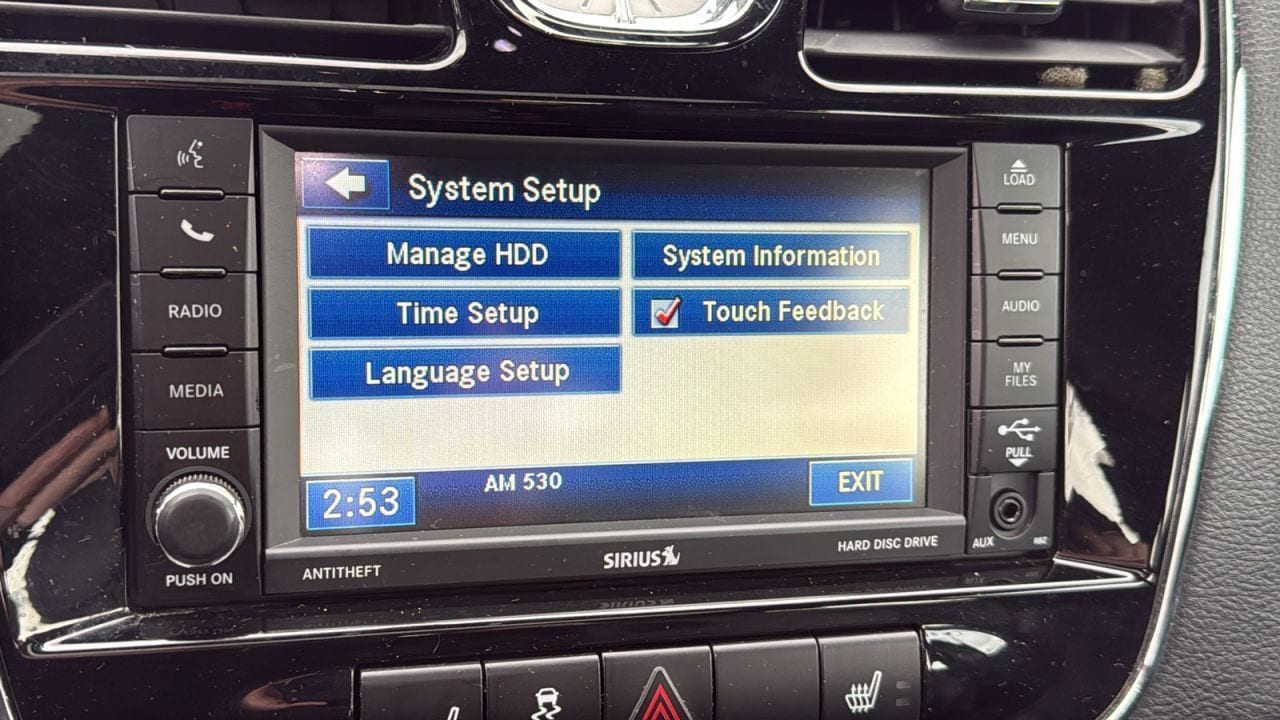 System Setup
Manage HDD
System Information
Time Setup
Touch Feedback
Language Setup
2:53
AM 530
EXIT
RADIO
MEDIA
VOLUME
PUSH ON
LOAD
MENU
AUDIO
MY
FILES
PULL
AUX
RBZ
ANTITHEFT
SIRIUS
HARD DISC DRIVE